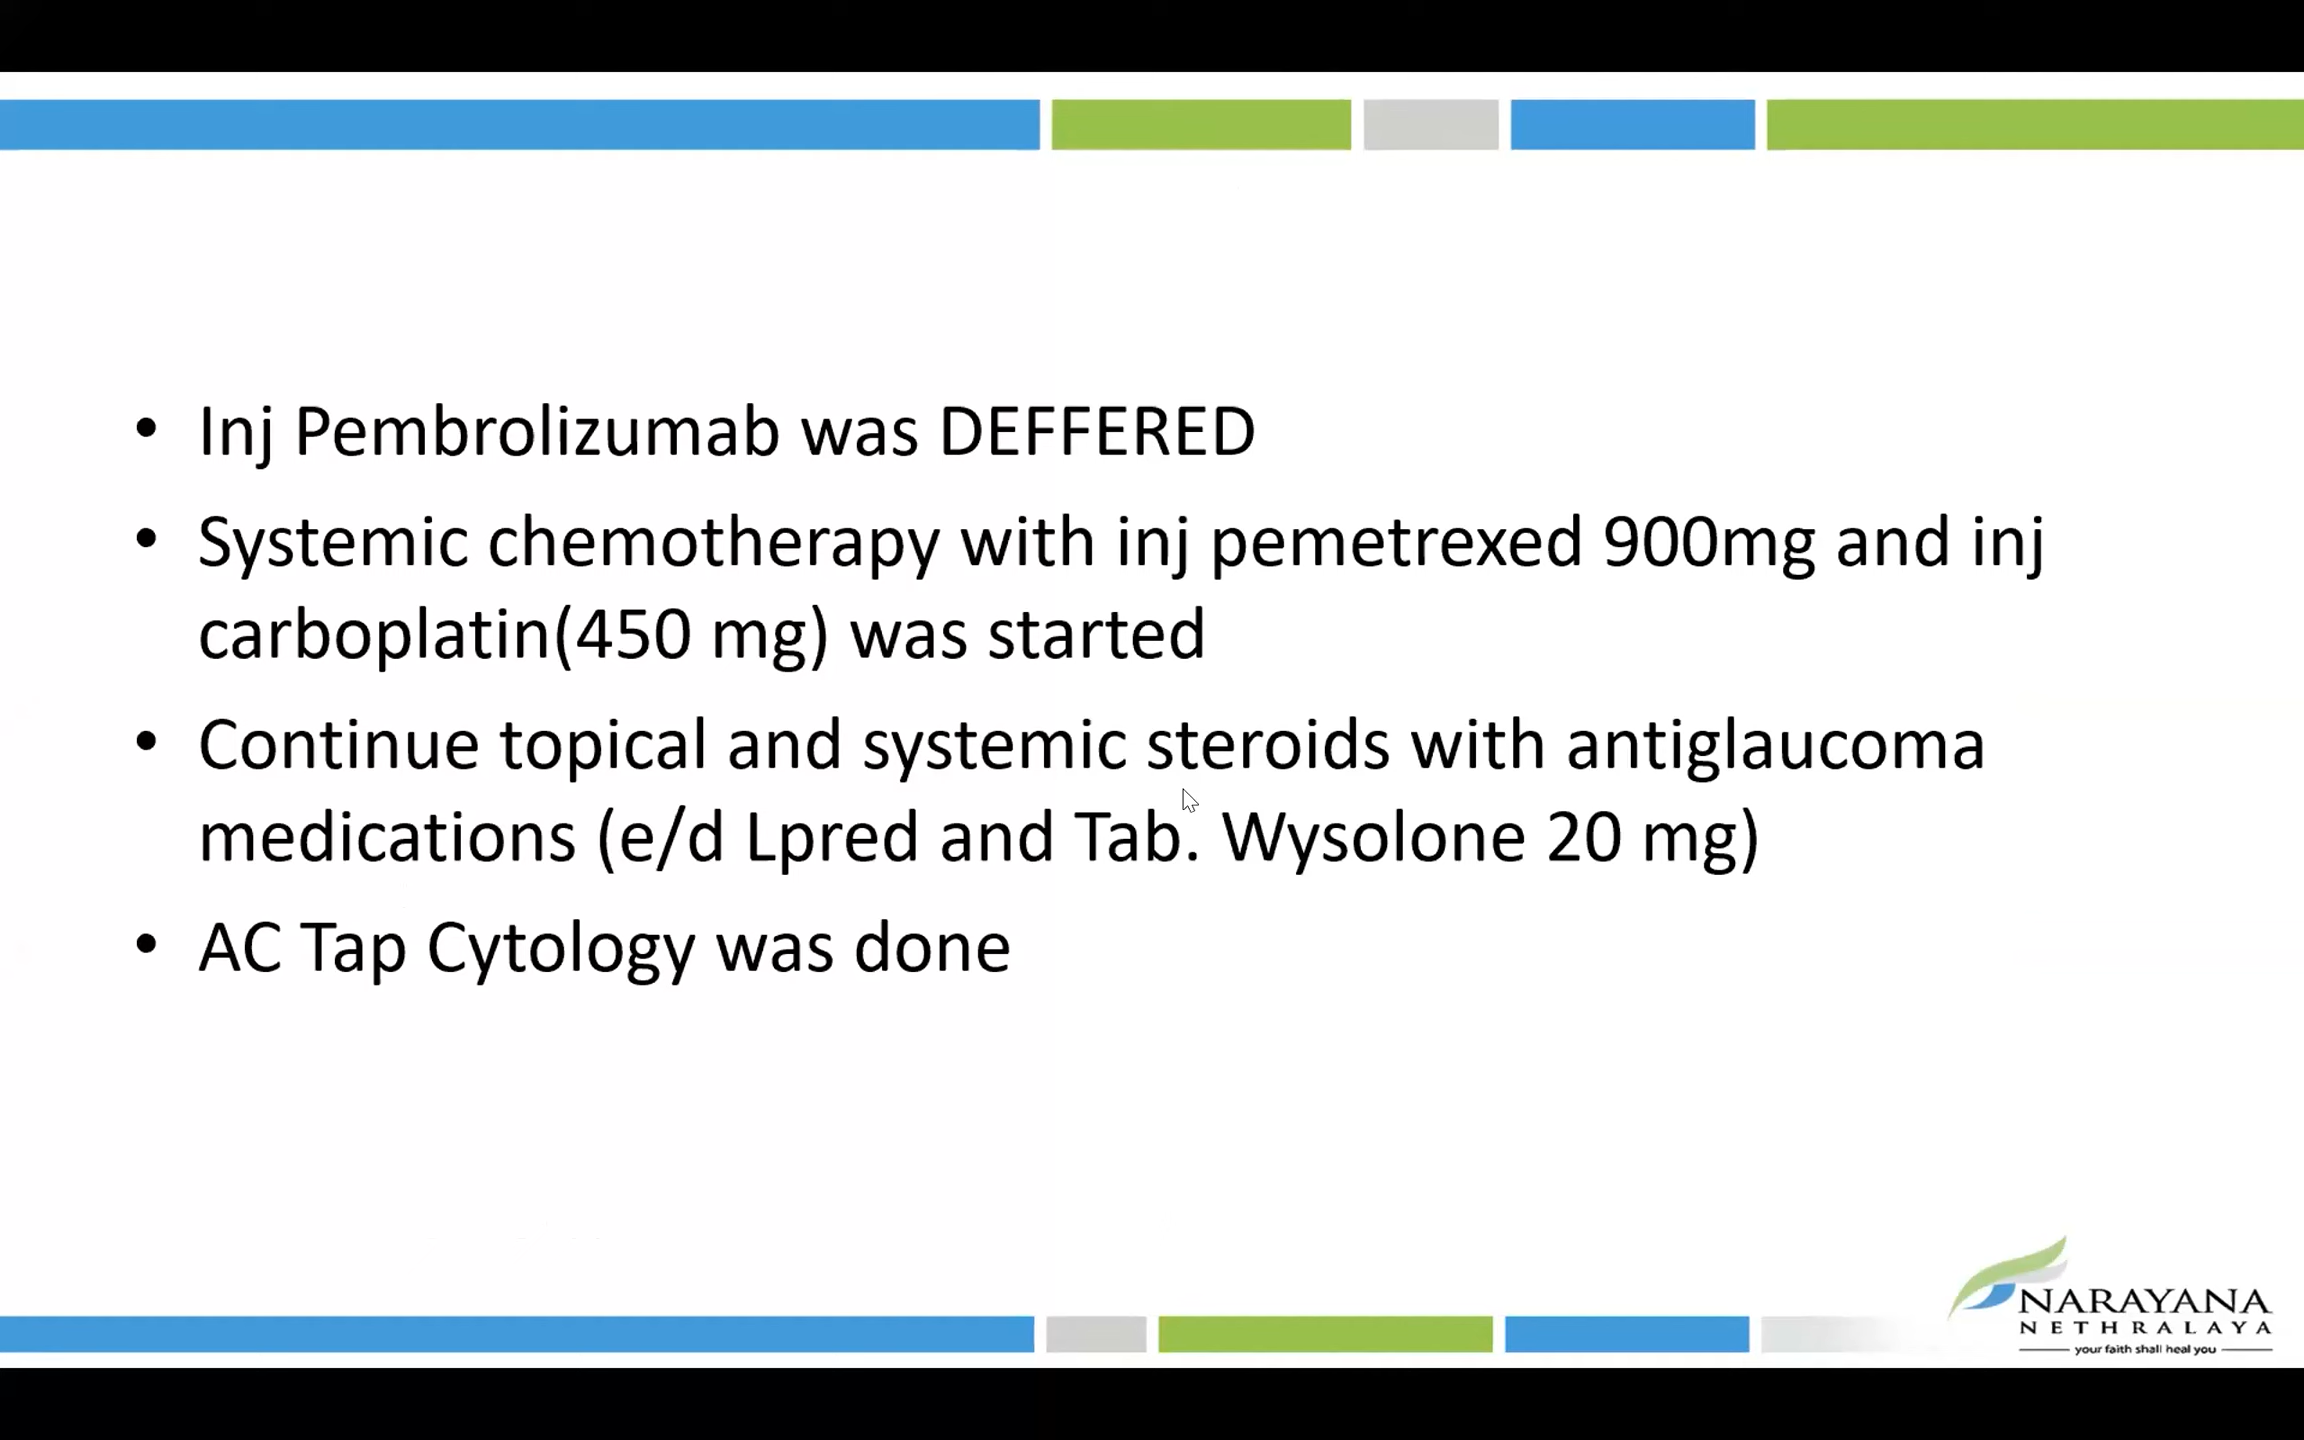 • Inj Pembrolizumab was DEFFERED
• Systemic chemotherapy with inj pemetrexed 900mg and inj
carboplatin(450 mg) was started
• Continue topical and systemic steroids with antiglaucoma
medications (e/d Lpred and Tab. Wysolone 20 mg)
• AC Tap Cytology was done
NARAYANA
NETHRALAYA
your faith shall heal you